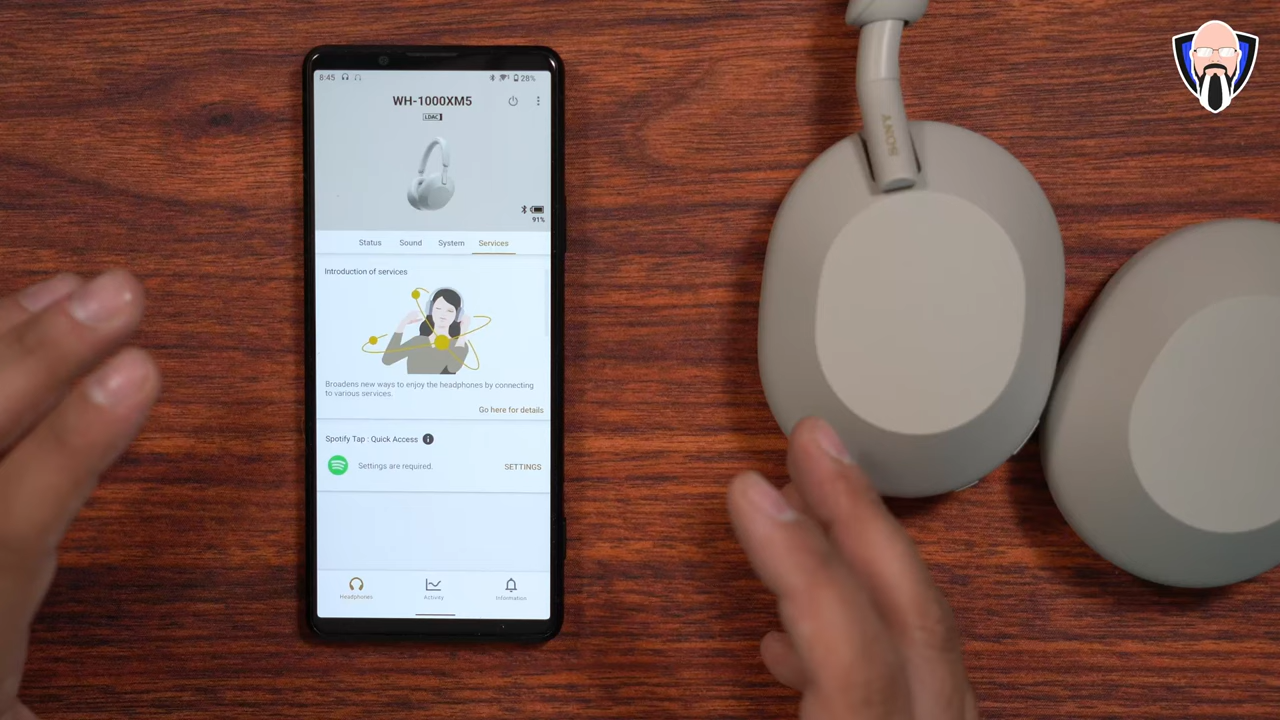 8:45
28%
WH-1000XM5
LDAC
91%
Status Sound System Services
Introduction of services
Broadens new ways to enjoy the headphones by connecting
to various services.
Go here for details
Spotify Tap : Quick Access
Settings are required. SETTINGS
Headphones Activity Information
SONY